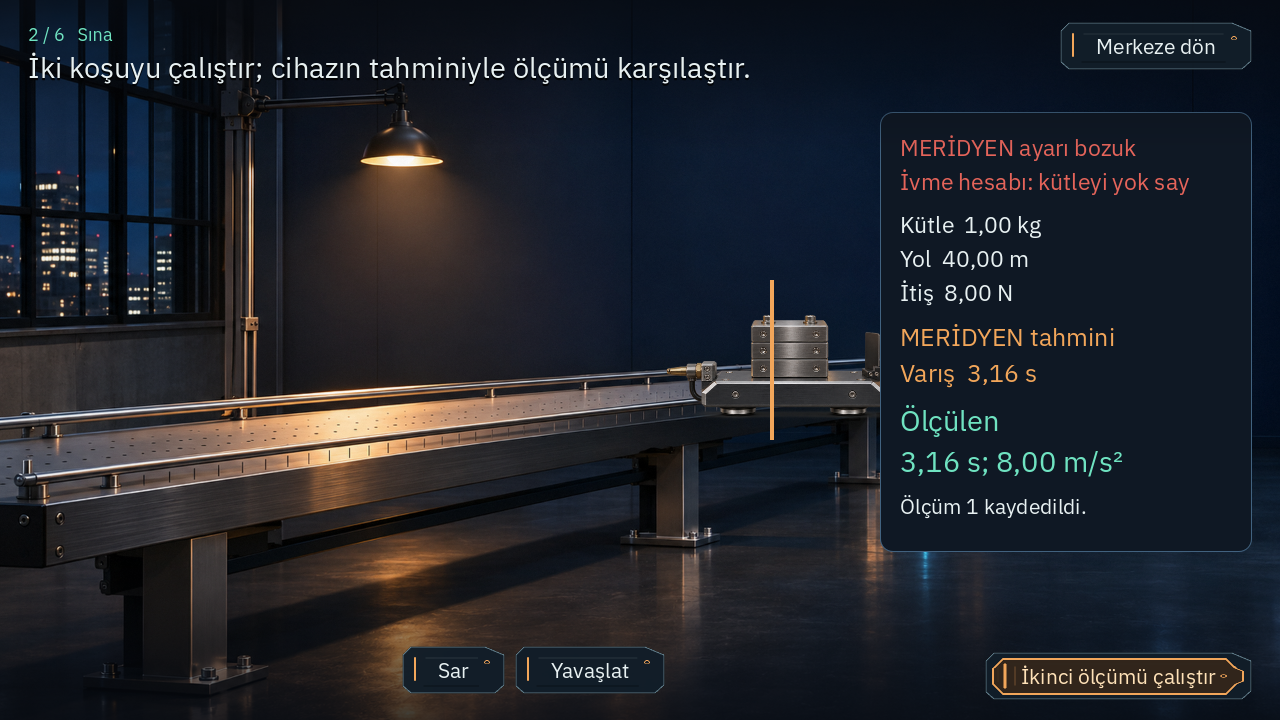 2 / 6 Sına
İki koşuyu çalıştır; cihazın tahminiyle ölçümü karşılaştır.
Merkeze dön
MERİDYEN ayarı bozuk
İvme hesabı: kütleyi yok say
Kütle 1,00 kg
Yol 40,00 m
İtiş 8,00 N
MERİDYEN tahmini
Varış 3,16 s
Ölçülen
3,16 s; 8,00 m/s²
Ölçüm 1 kaydedildi.
Sar
Yavaşlat
İkinci ölçümü çalıştır